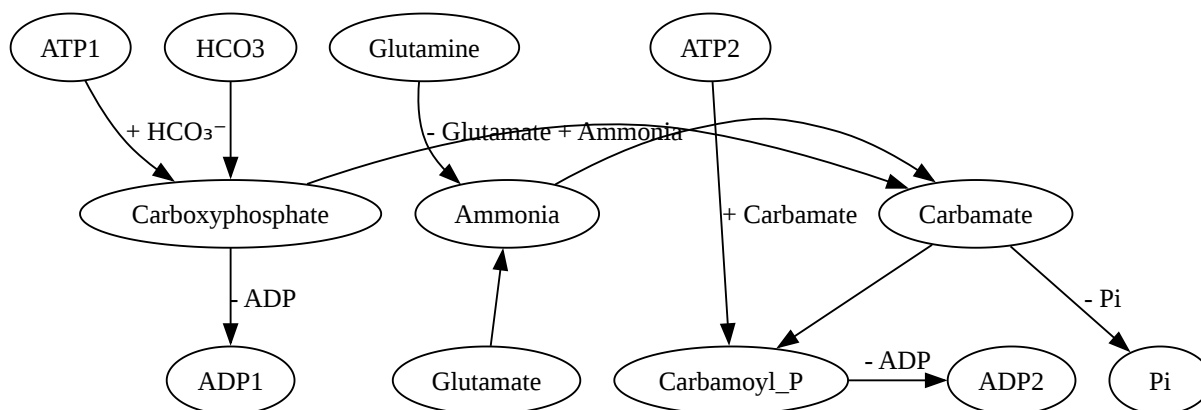 ATP1
HCO3
Glutamine
ATP2
+ HCO₃⁻
- Glutamate + Ammonia
Carboxyphosphate
Ammonia
+ Carbamate
Carbamate
- ADP
- Pi
ADP1
Glutamate
Carbamoyl_P
- ADP
ADP2
Pi